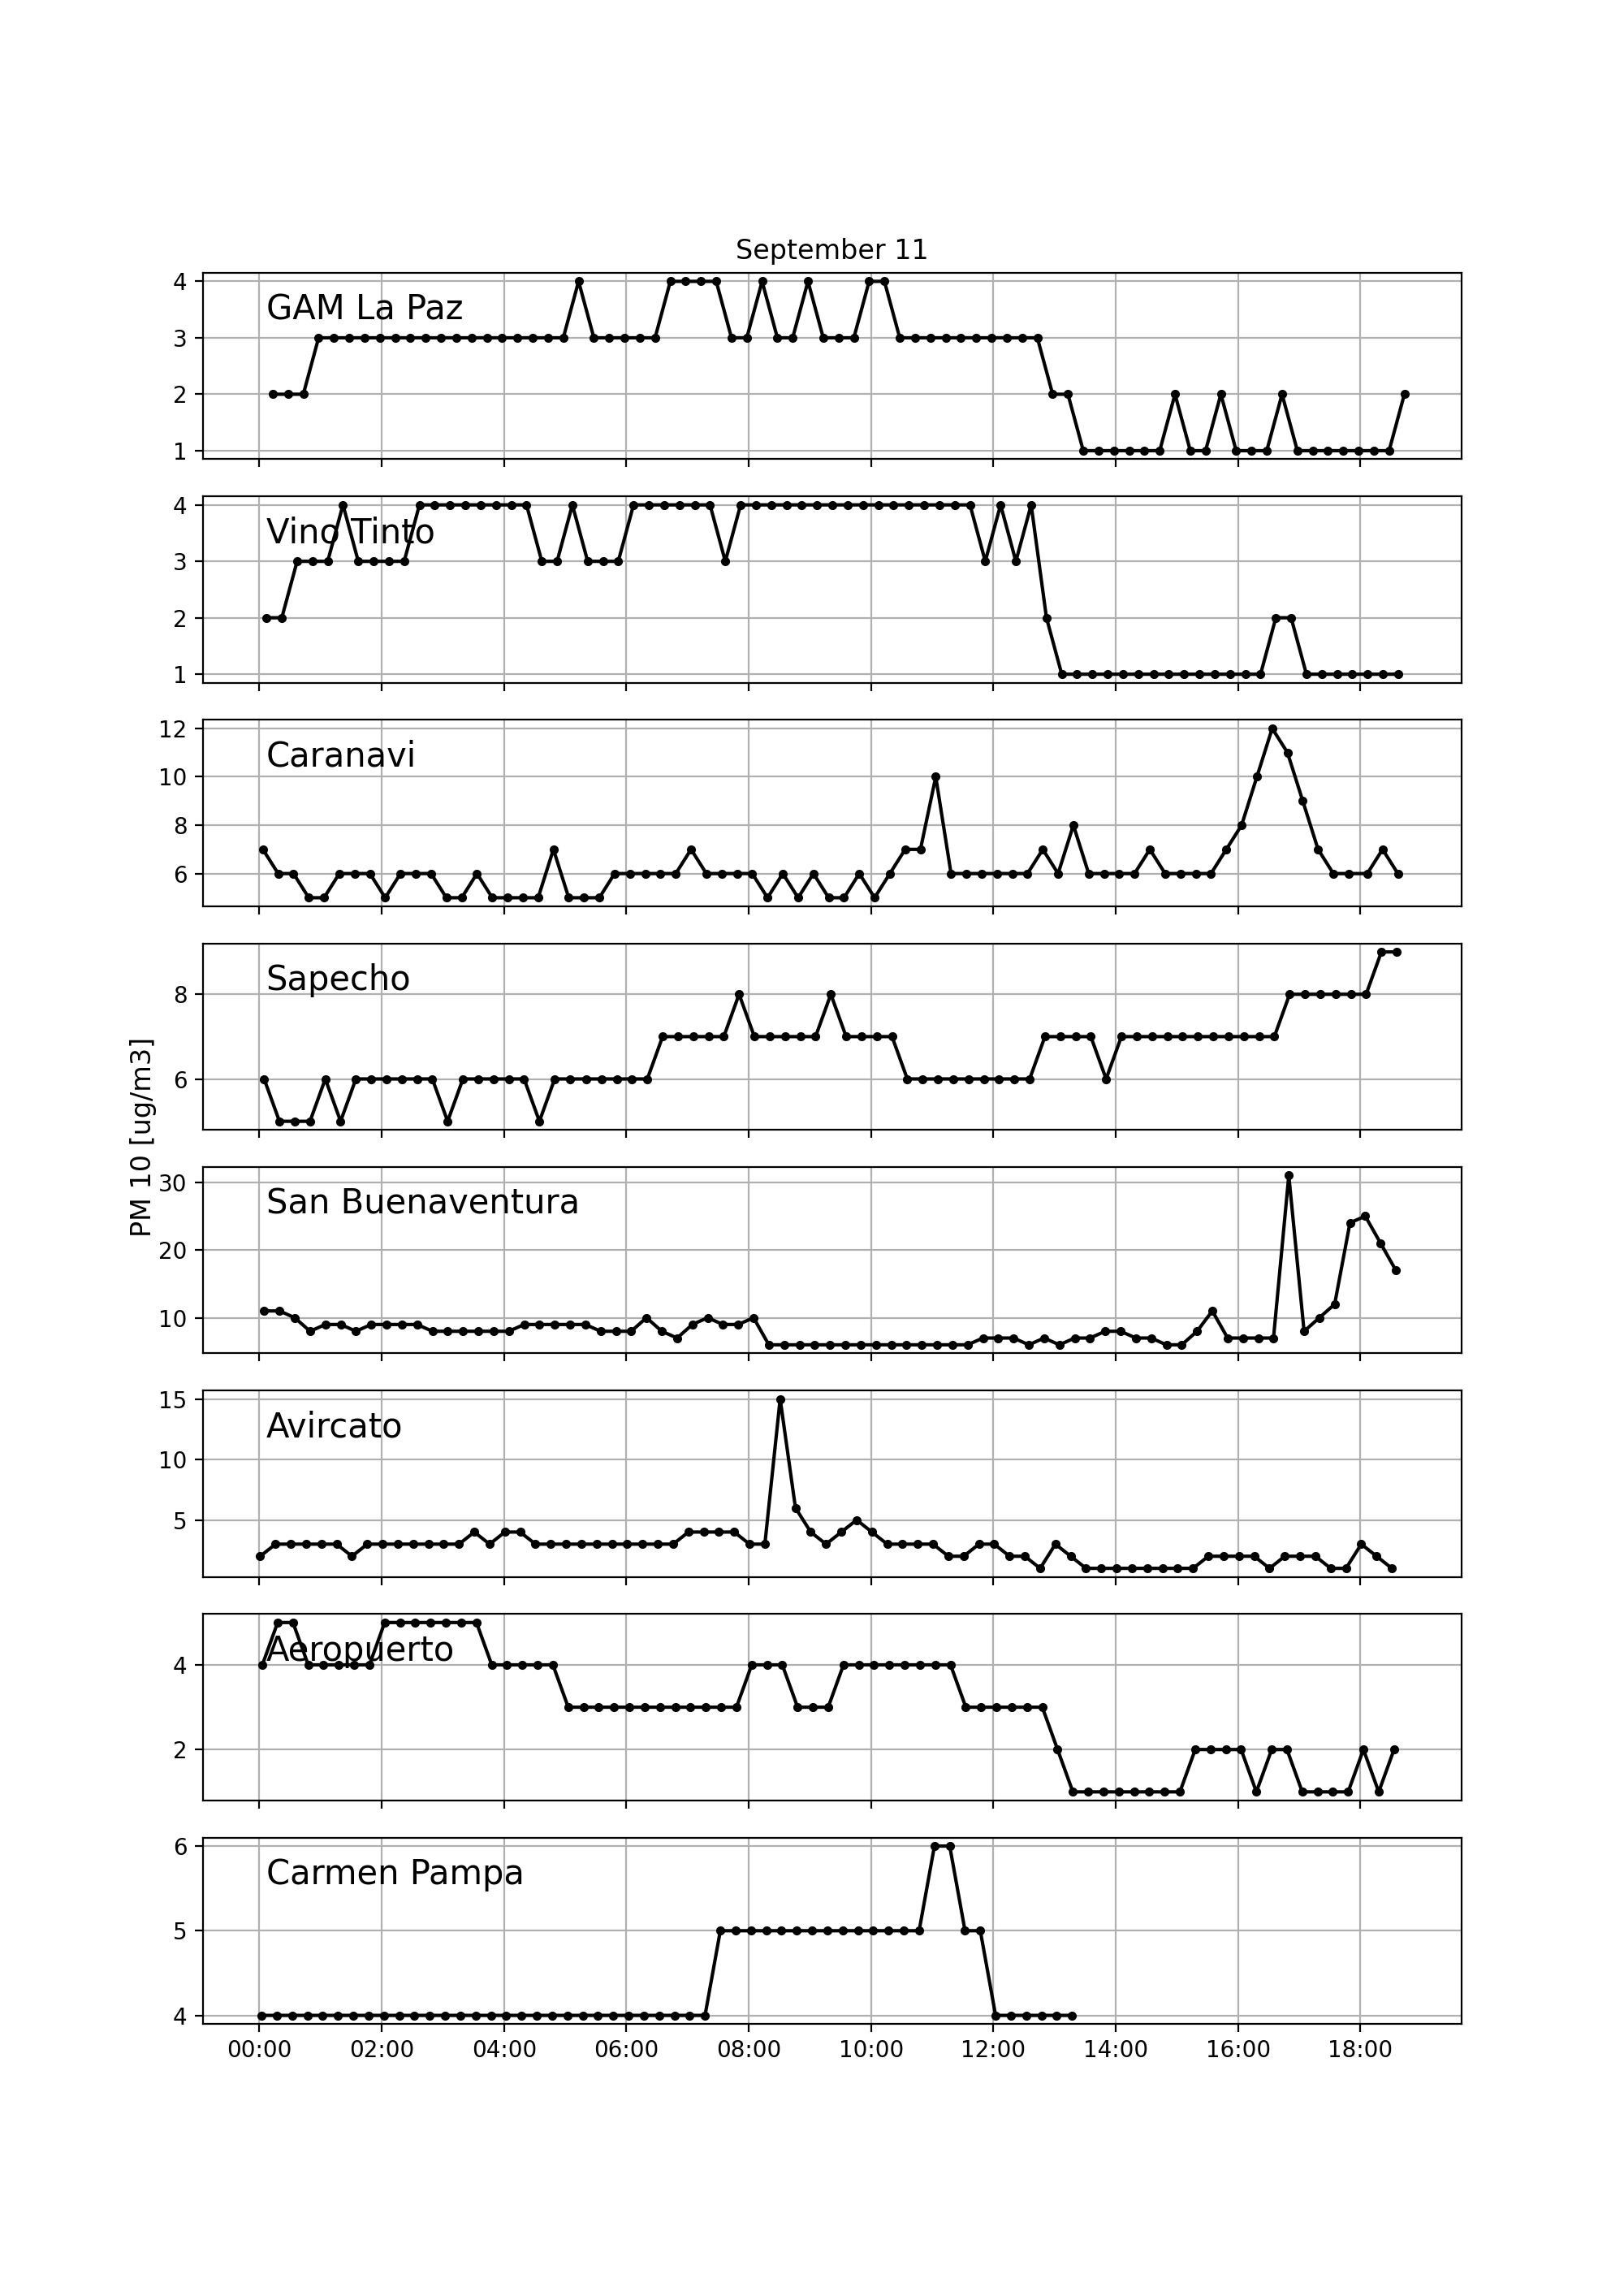 September 11
PM 10 [ug/m3]
4
GAM La Paz
3
2
1
4
Vino Tinto
3
2
1
12
Caranavi
10
8
6
Sapecho
8
6
30
San Buenaventura
20
10
15
Avircato
10
5
Aeropuerto
4
2
6
Carmen Pampa
5
4
00:00 02:00 04:00 06:00 08:00 10:00 12:00 14:00 16:00 18:00